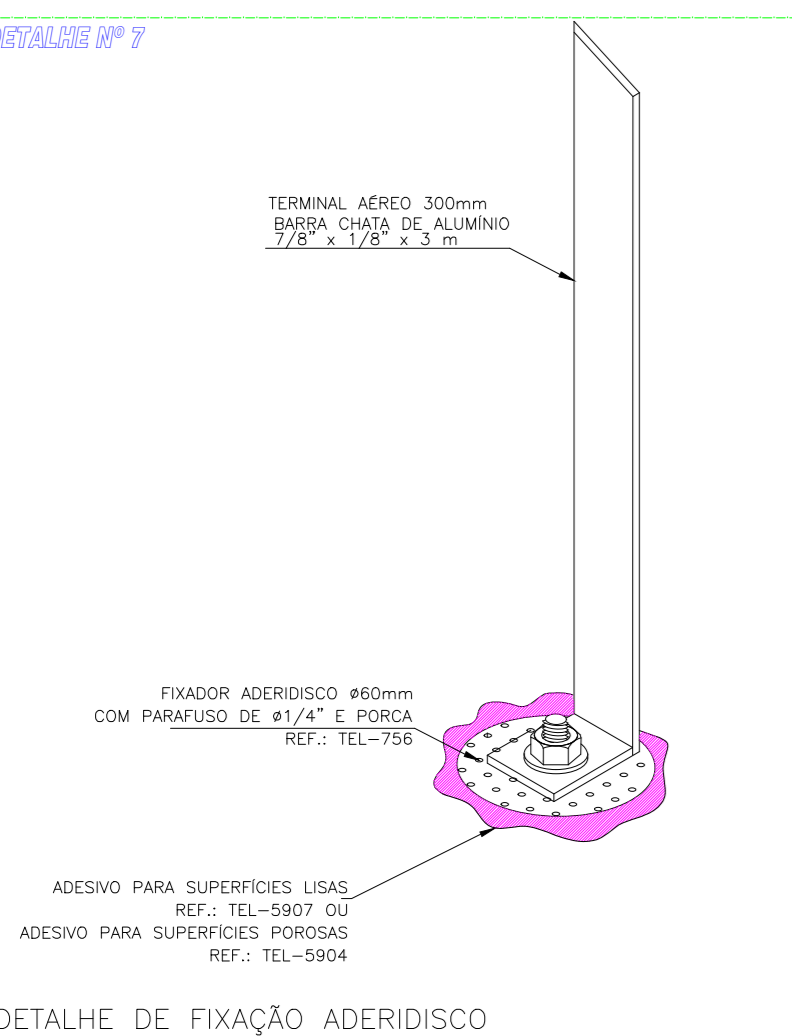 DETALHE Nº 7
TERMINAL AÉREO 300mm
BARRA CHATA DE ALUMÍNIO
7/8" x 1/8" x 3 m
FIXADOR ADERIDISCO ø60mm
COM PARAFUSO DE ø1/4" E PORCA
REF.: TEL-756
ADESIVO PARA SUPERFÍCIES LISAS
REF.: TEL-5907 OU
ADESIVO PARA SUPERFÍCIES POROSAS
REF.: TEL-5904
DETALHE DE FIXAÇÃO ADERIDISCO